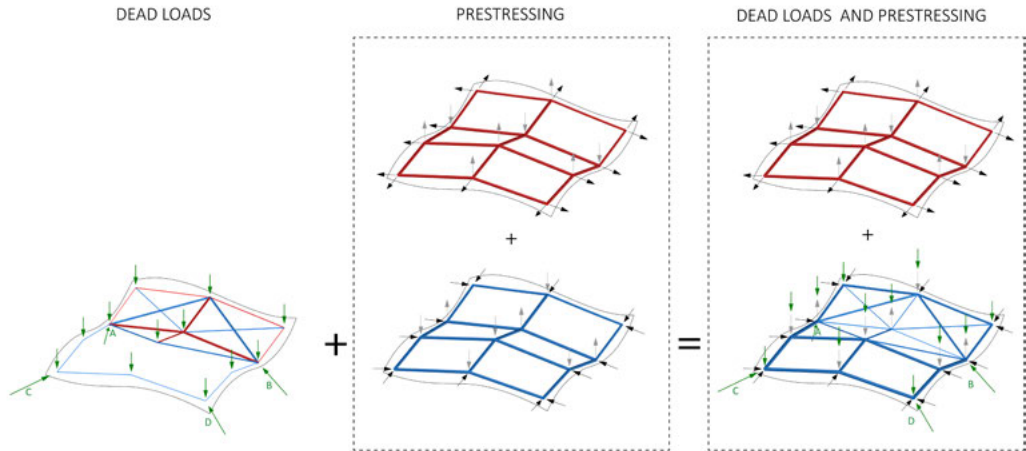 DEAD LOADS
PRESTRESSING
DEAD LOADS AND PRESTRESSING
+
+
A
B
C
D
+
=
A
B
C
D